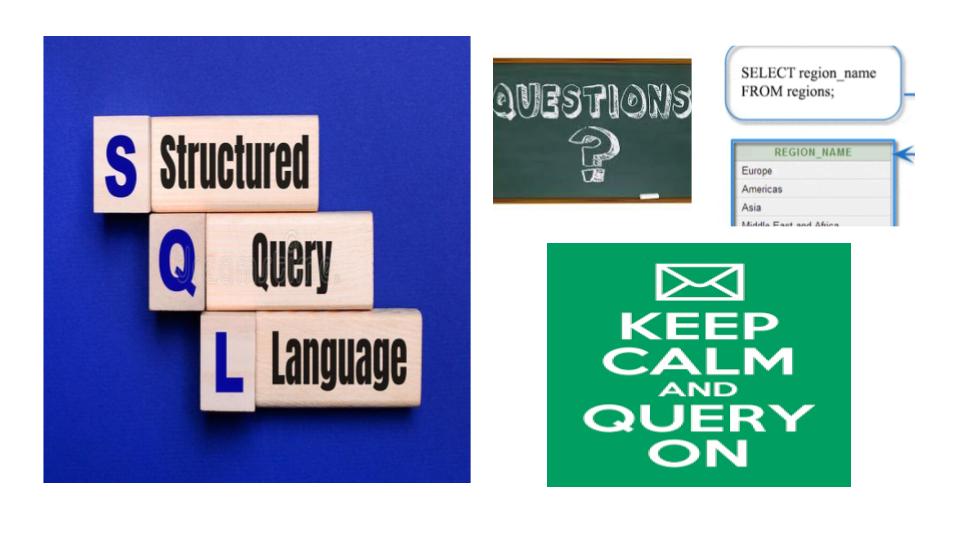 S Structured
Q Query
L Language
QUESTIONS
?
SELECT region_name
FROM regions;
REGION_NAME
Europe
Americas
Asia
Middle East and Africa
KEEP
CALM
AND
QUERY
ON